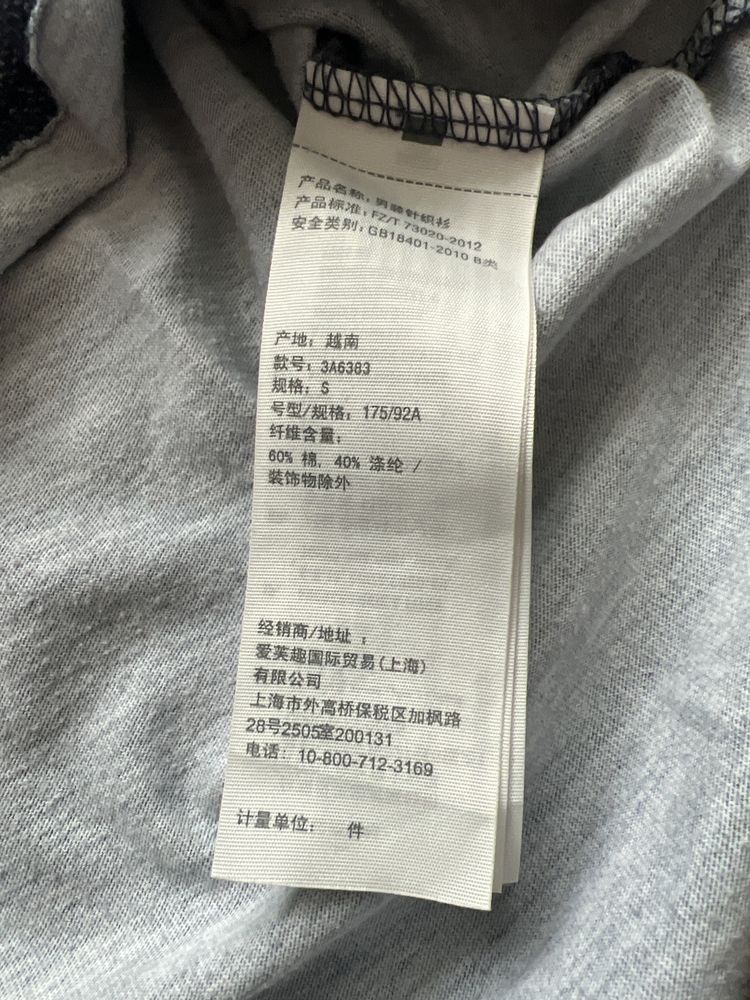 产品名称：男装针织衫
产品标准：FZ/T 73020-2012
安全类别：GB18401-2010 B类
产地：越南
款号：3A6383
规格：S
号型/规格：175/92A
纤维含量：
60% 棉，40% 涤纶 /
装饰物除外
经销商/地址：
爱芙趣国际贸易(上海)
有限公司
上海市外高桥保税区加枫路
28号2505室200131
电话：10-800-712-3169
计量单位： 件